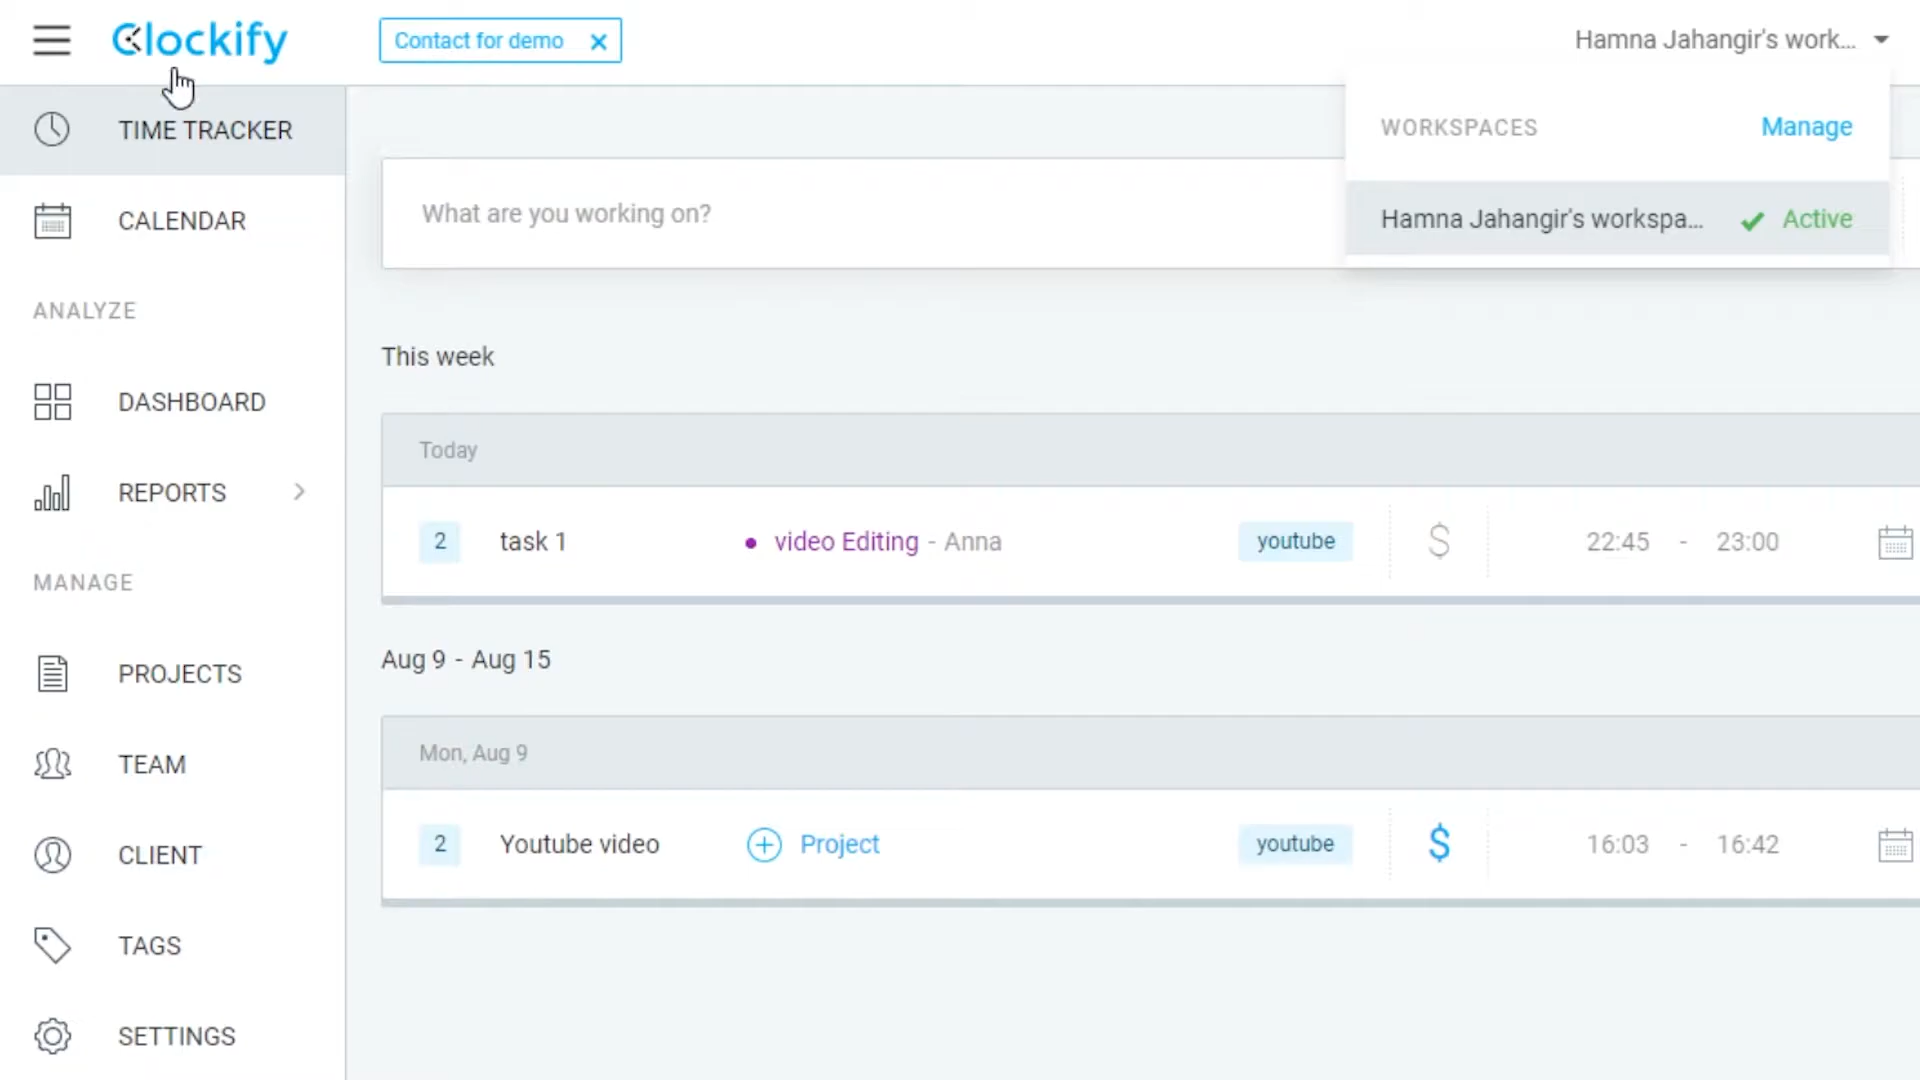 Clockify
Contact for demo ×
Hamna Jahangir's work...
TIME TRACKER
CALENDAR
ANALYZE
DASHBOARD
REPORTS
MANAGE
PROJECTS
TEAM
CLIENT
TAGS
SETTINGS
WORKSPACES Manage
Hamna Jahangir's workspa... Active
What are you working on?
This week
Today
2 task 1 • video Editing - Anna youtube $ 22:45 - 23:00
Aug 9 - Aug 15
Mon, Aug 9
2 Youtube video Project youtube $ 16:03 - 16:42